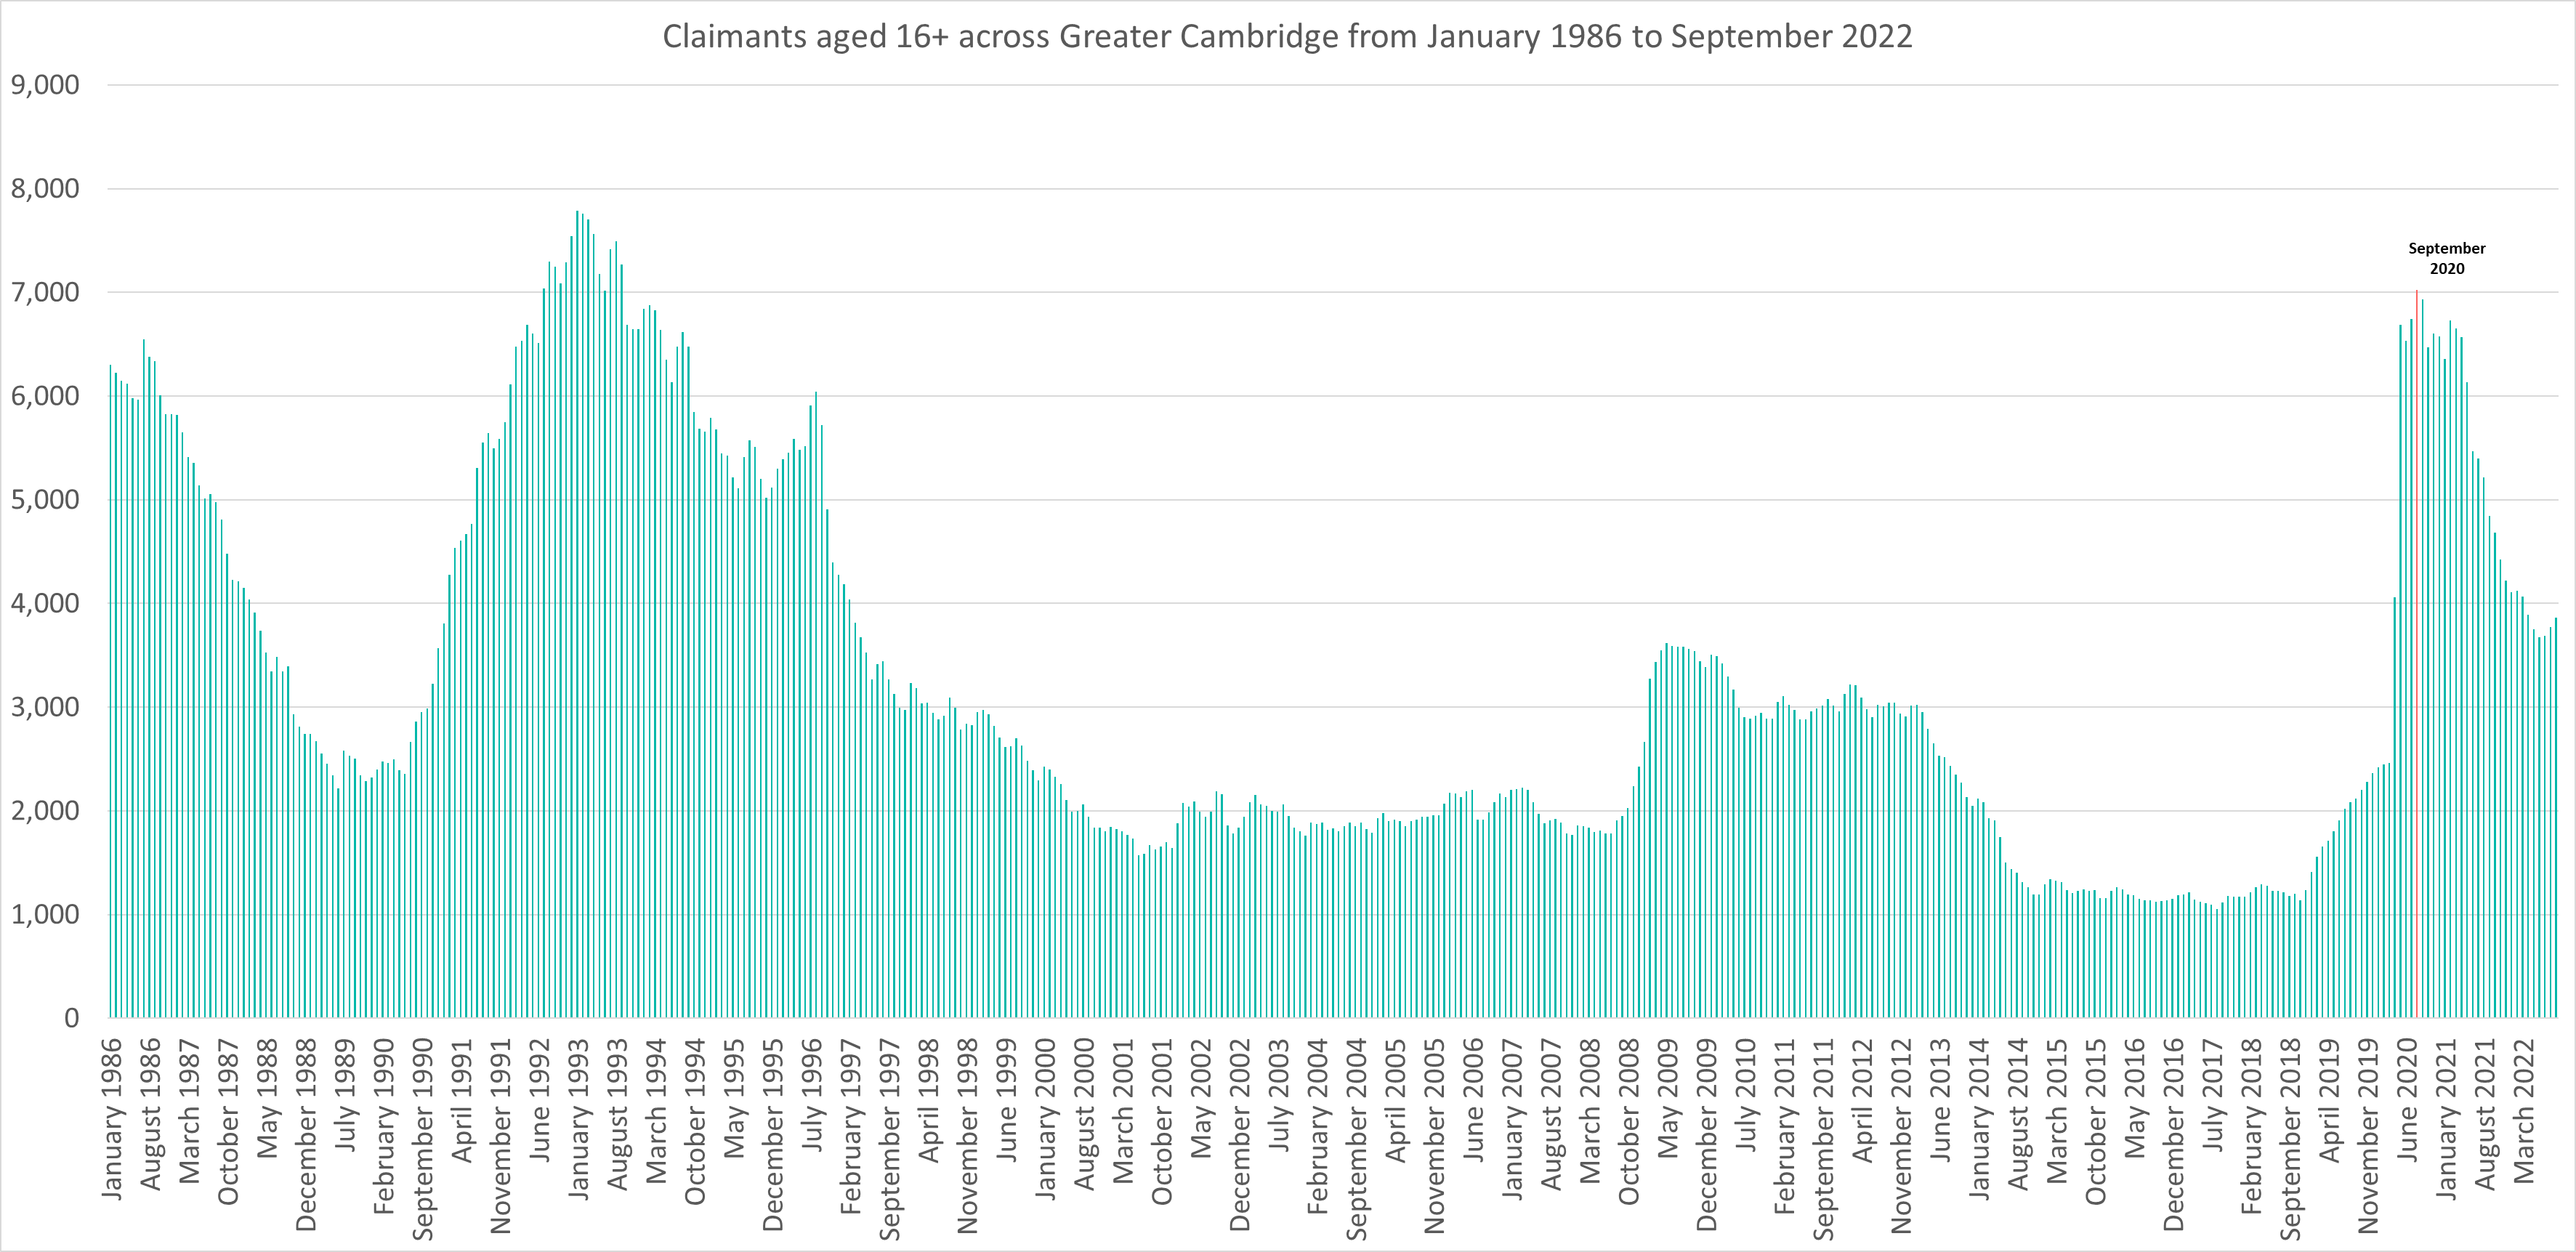 Claimants aged 16+ across Greater Cambridge from January 1986 to September 2022
9,000
8,000
7,000
6,000
5,000
4,000
3,000
2,000
1,000
0
September
2020
January 1986
August 1986
March 1987
October 1987
May 1988
December 1988
July 1989
February 1990
September 1990
April 1991
November 1991
June 1992
January 1993
August 1993
March 1994
October 1994
May 1995
December 1995
July 1996
February 1997
September 1997
April 1998
November 1998
June 1999
January 2000
August 2000
March 2001
October 2001
May 2002
December 2002
July 2003
February 2004
September 2004
April 2005
November 2005
June 2006
January 2007
August 2007
March 2008
October 2008
May 2009
December 2009
July 2010
February 2011
September 2011
April 2012
November 2012
June 2013
January 2014
August 2014
March 2015
October 2015
May 2016
December 2016
July 2017
February 2018
September 2018
April 2019
November 2019
June 2020
January 2021
August 2021
March 2022